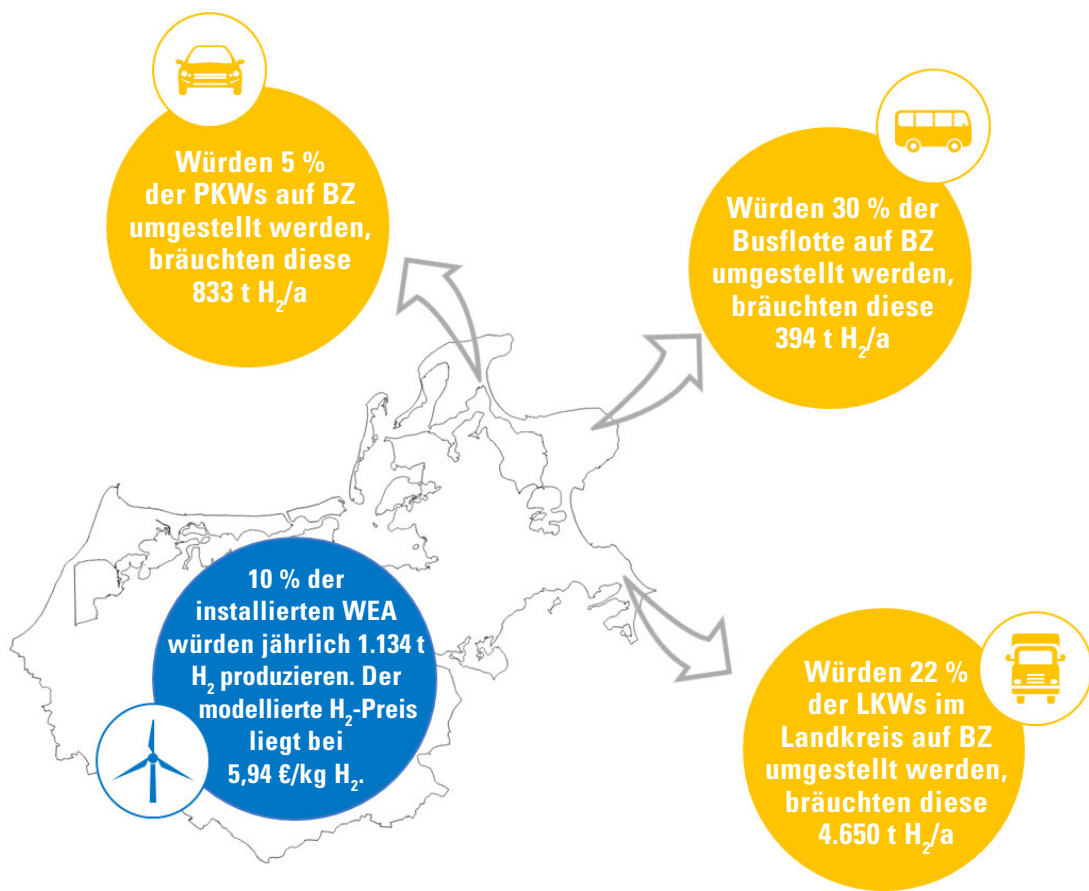 Würden 5 %
der PKWs auf BZ
umgestellt werden,
bräuchten diese
833 t H₂/a
Würden 30 % der
Busflotte auf BZ
umgestellt werden,
bräuchten diese
394 t H₂/a
10 % der
installierten WEA
würden jährlich 1.134 t
H₂ produzieren. Der
modellierte H₂-Preis
liegt bei
5,94 €/kg H₂.
Würden 22 %
der LKWs im
Landkreis auf BZ
umgestellt werden,
bräuchten diese
4.650 t H₂/a